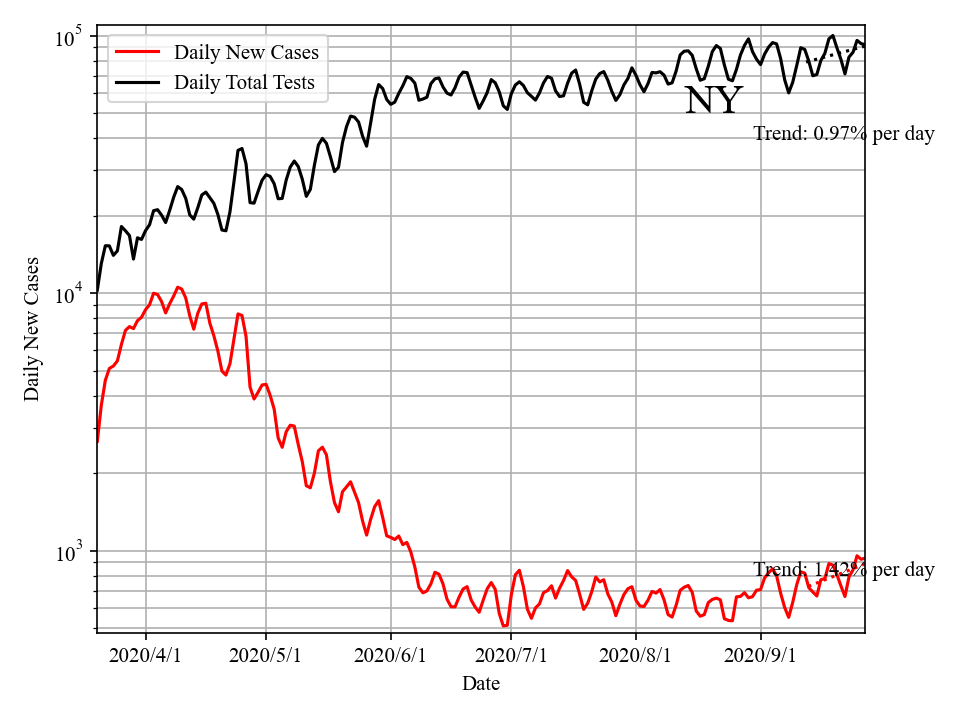 10^5
Daily New Cases
Daily Total Tests
NY
Trend: 0.97% per day
10^4
Daily New Cases
10^3
Trend: 1.42% per day
2020/4/1
2020/5/1
2020/6/1
2020/7/1
2020/8/1
2020/9/1
Date